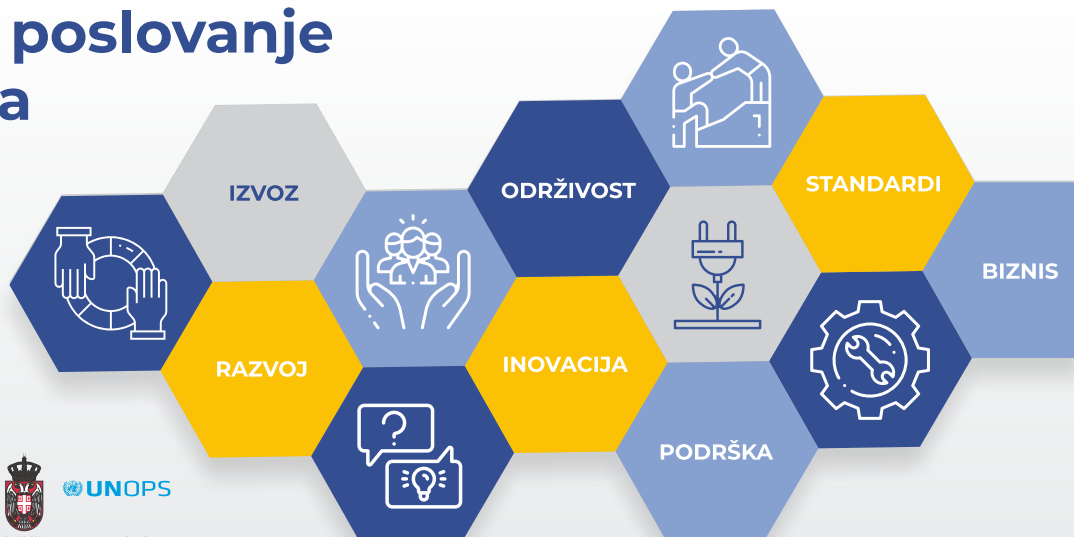 poslovanje
a
IZVOZ
ODRŽIVOST
STANDARDI
BIZNIS
RAZVOJ
INOVACIJA
PODRŠKA
UNOPS